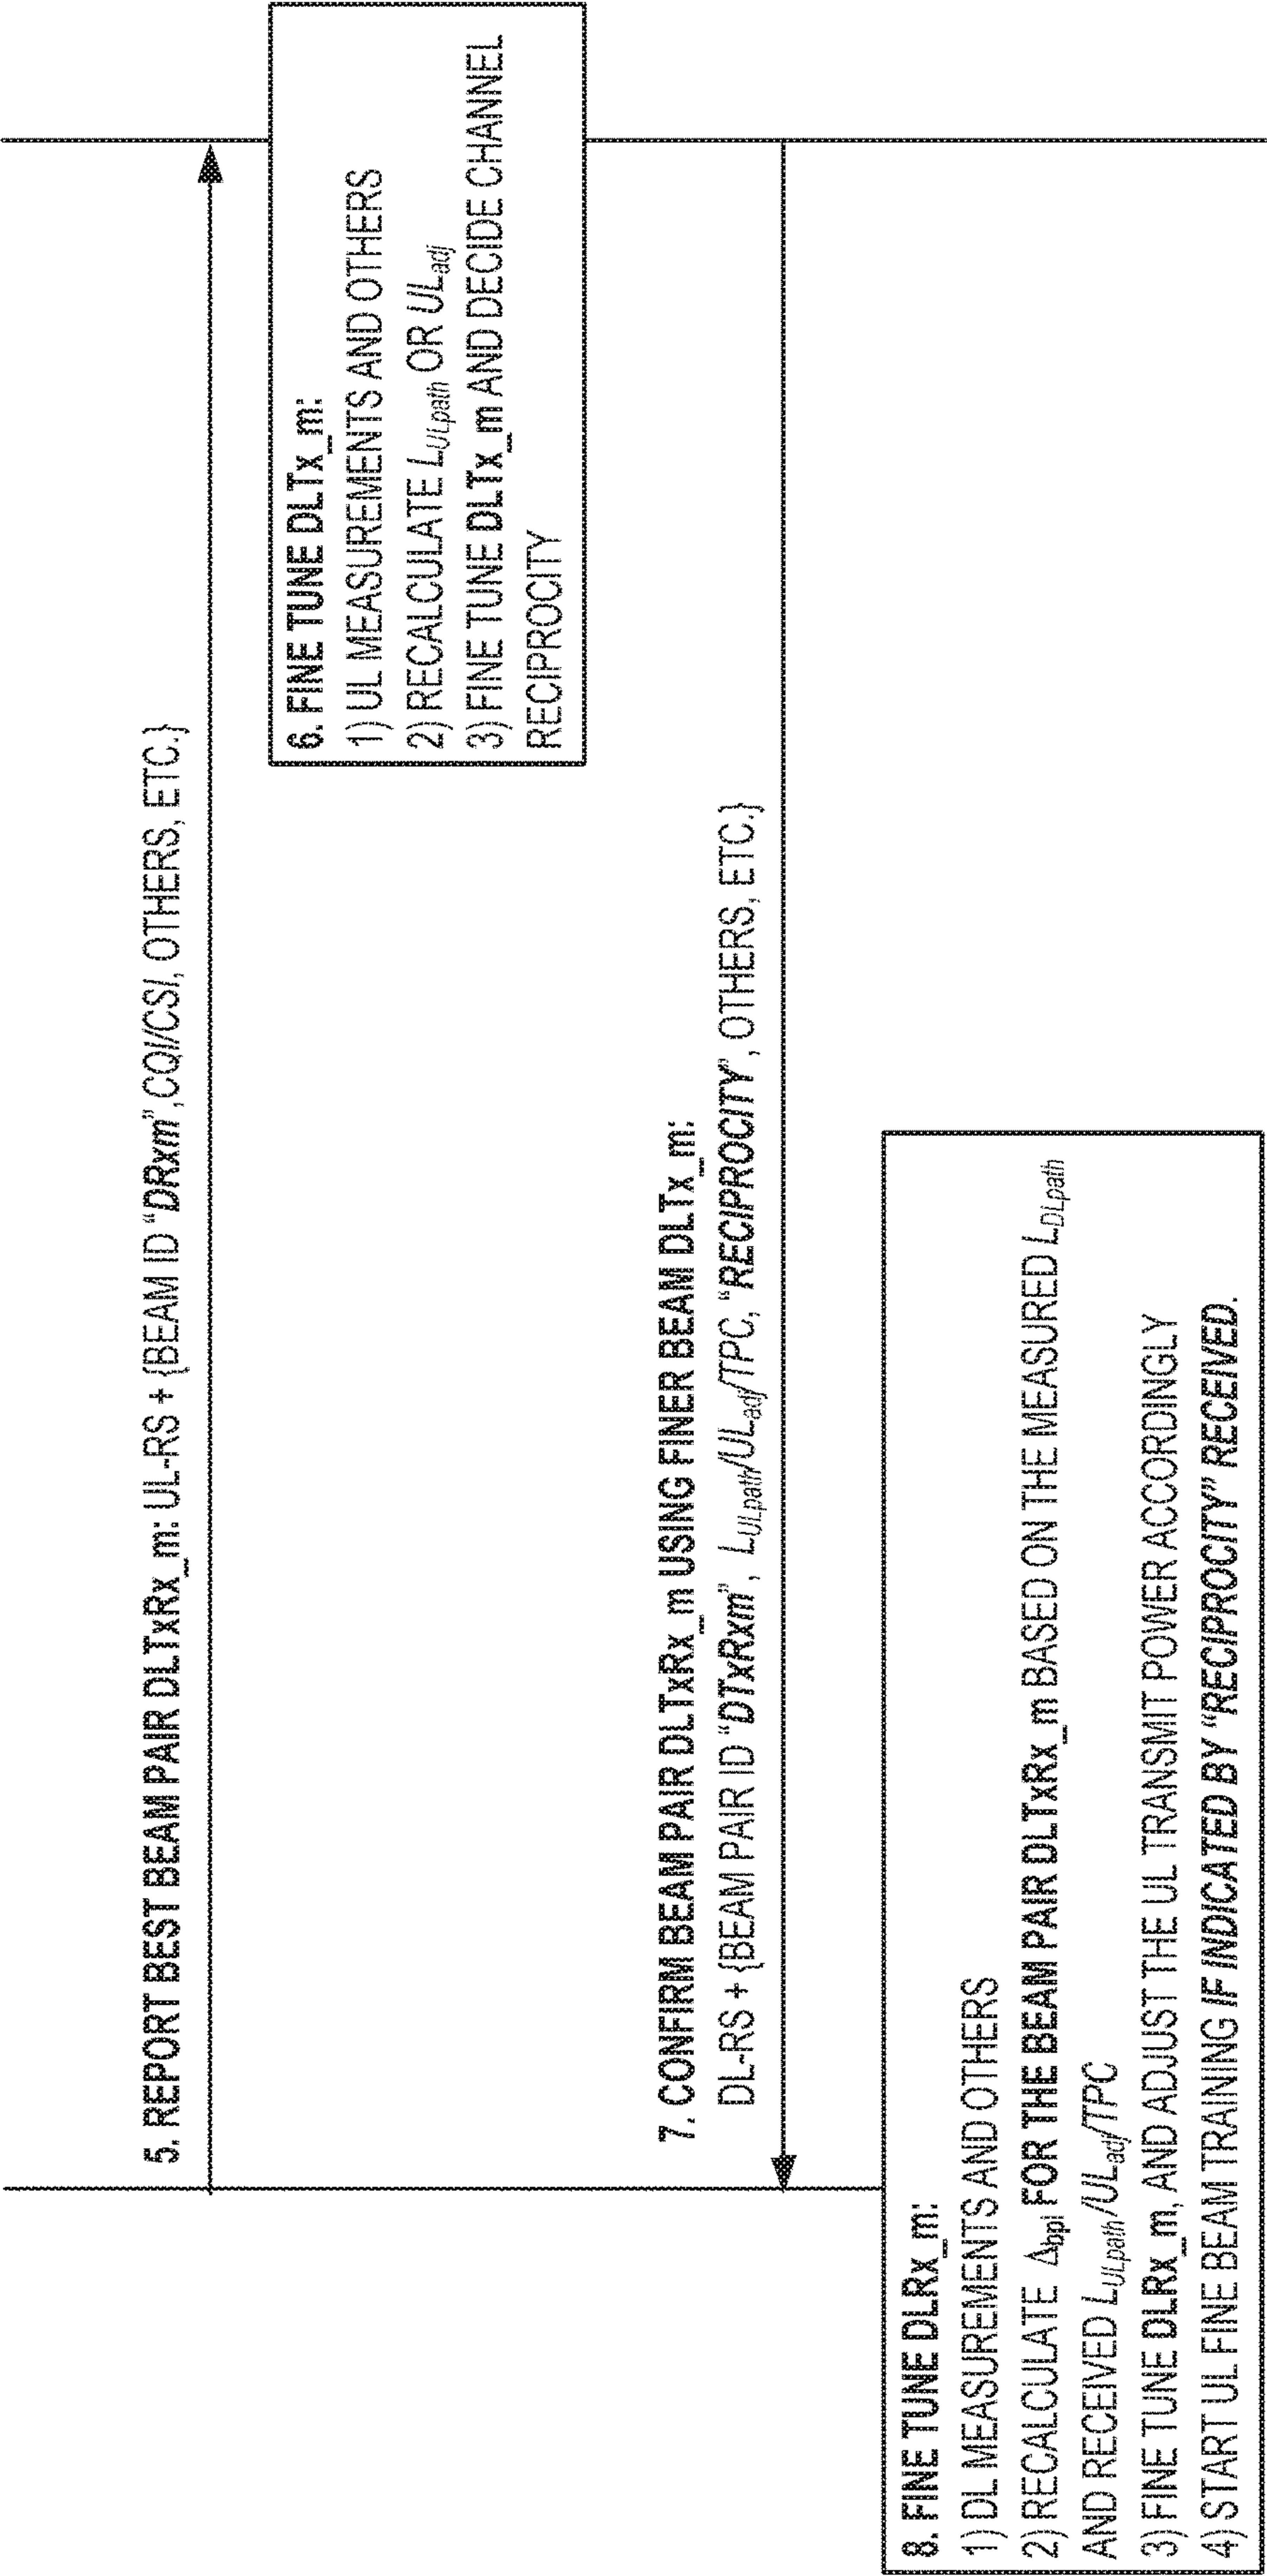 5. REPORT BEST BEAM PAIR DLTxRx_m: UL-RS + {BEAM ID "DRxm", CQI/CSI, OTHERS, ETC.}
6. FINE TUNE DLTx_m:
1) UL MEASUREMENTS AND OTHERS
2) RECALCULATE L_ULpath OR UL_adj
3) FINE TUNE DLTx_m AND DECIDE CHANNEL
RECIPROCITY
7. CONFIRM BEAM PAIR DLTxRx_m USING FINER BEAM DLTx_m:
DL-RS + {BEAM PAIR ID "DTxRxm", L_ULpath/UL_adj/TPC, "RECIPROCITY", OTHERS, ETC.}
8. FINE TUNE DLRx_m:
1) DL MEASUREMENTS AND OTHERS
2) RECALCULATE Δ_bpl FOR THE BEAM PAIR DLTxRx_m BASED ON THE MEASURED L_DLpath
AND RECEIVED L_ULpath/UL_adj/TPC
3) FINE TUNE DLRx_m, AND ADJUST THE UL TRANSMIT POWER ACCORDINGLY
4) START UL FINE BEAM TRAINING IF INDICATED BY "RECIPROCITY" RECEIVED.